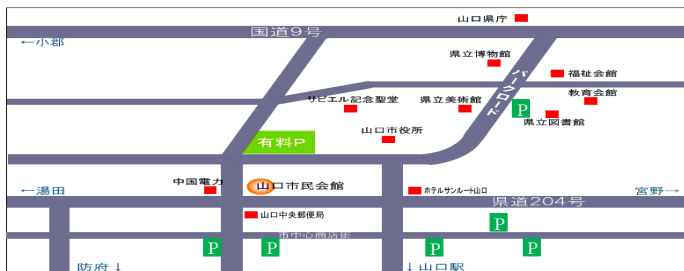 山口県庁
国道9号
←小郡
県立博物館
福祉会館
パークロード
教育会館
サビエル記念聖堂
県立美術館
P
県立図書館
山口市役所
有料P
中国電力
←湯田
山口市民会館
ホテルサンルート山口
宮野→
県道204号
山口中央郵便局
P
市中心商店街
P
P
P
P
防府↓
↓山口駅